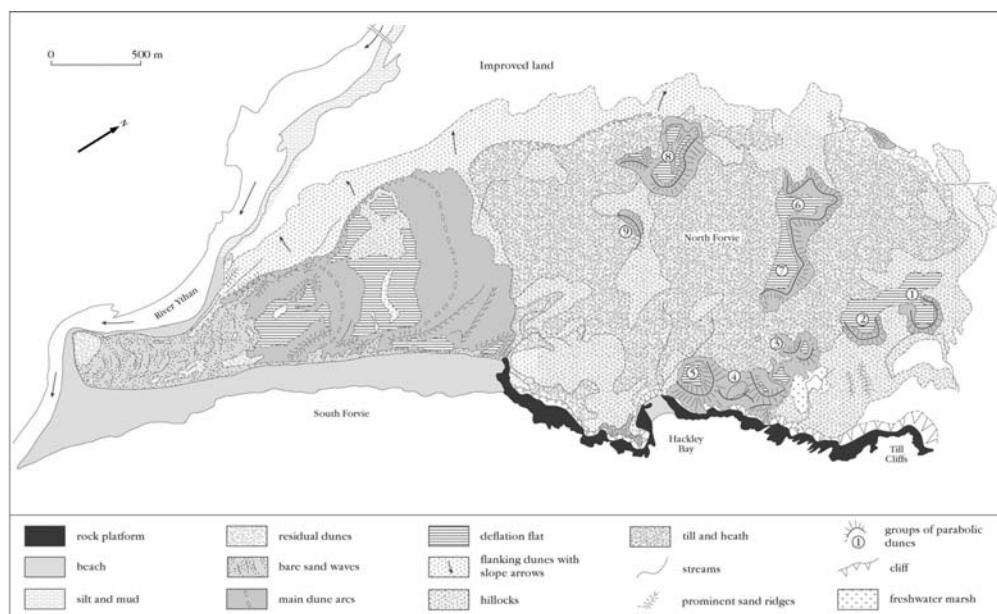 0
500 m
Improved land
N
River Ythan
South Forvie
North Forvie
Hackley
Bay
Till
Cliffs
8
6
9
7
1
2
3
5
4
rock platform
beach
silt and mud
residual dunes
bare sand waves
main dune arcs
deflation flat
flanking dunes with
slope arrows
hillocks
till and heath
streams
prominent sand ridges
1
groups of parabolic
dunes
cliff
freshwater marsh